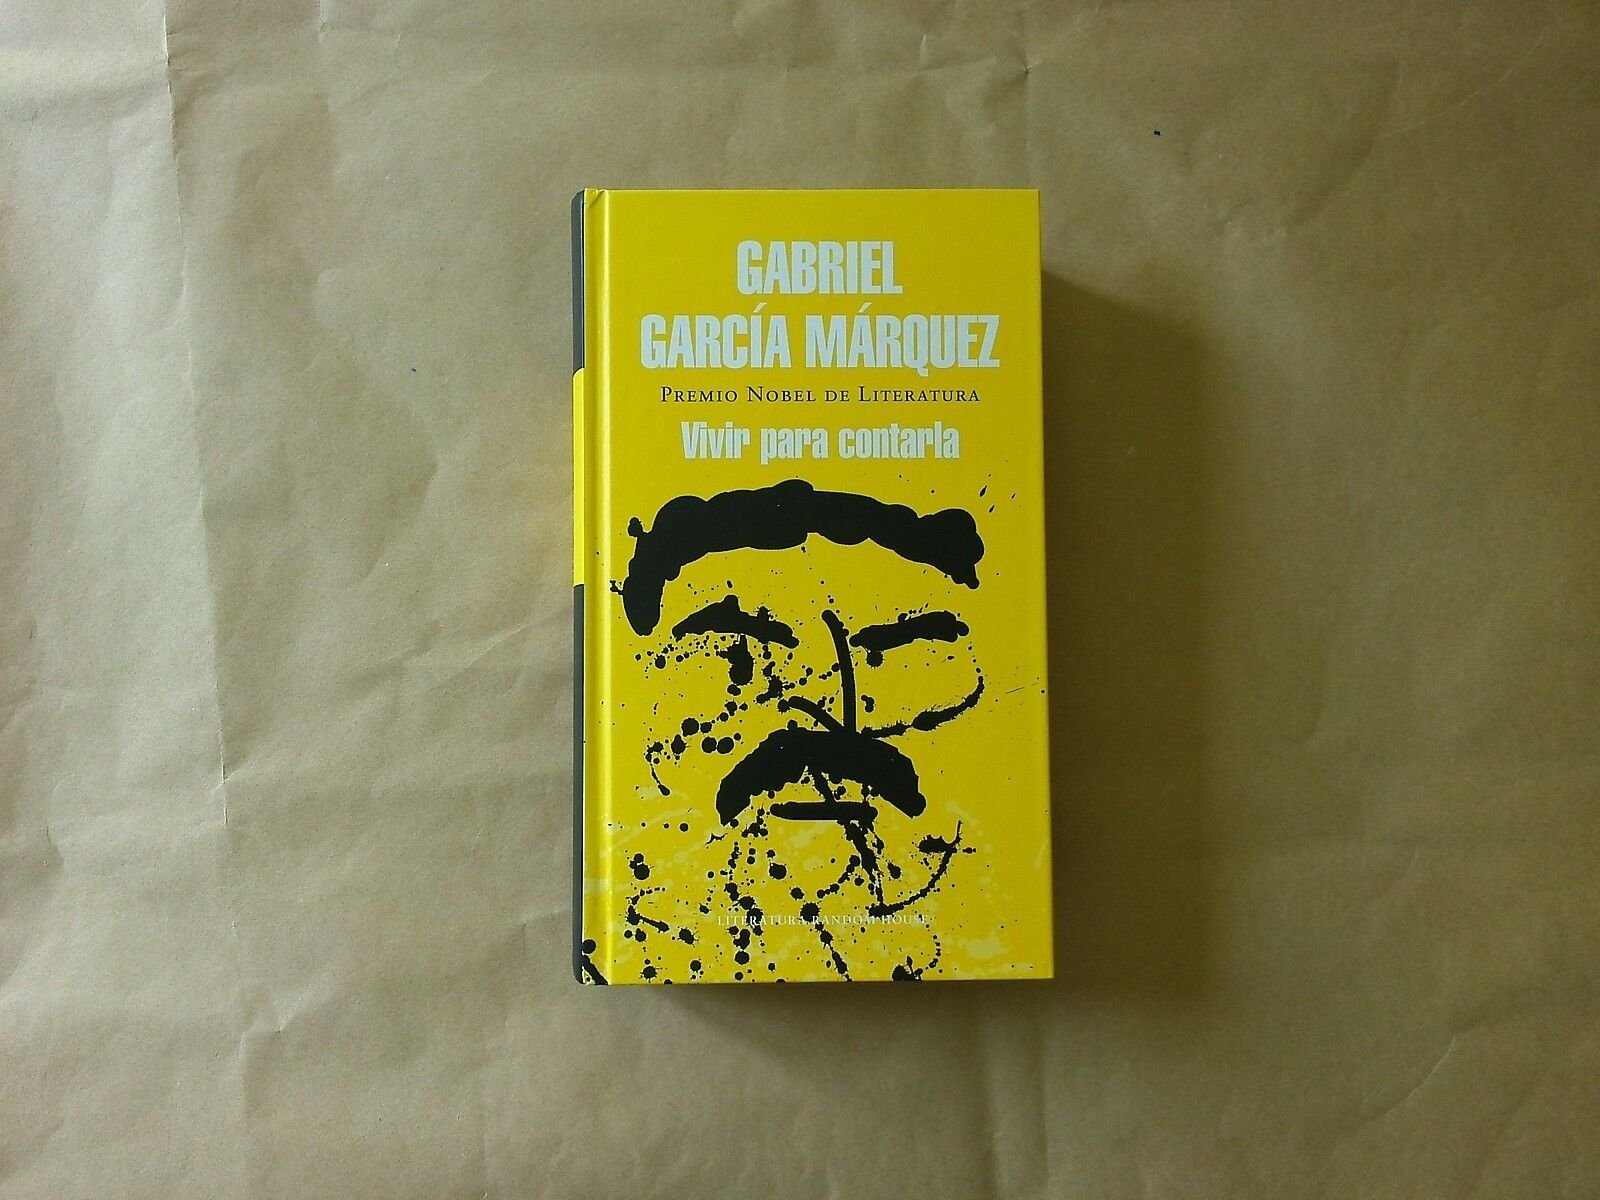 GABRIEL
GARCÍA MÁRQUEZ
PREMIO NOBEL DE LITERATURA
Vivir para contarla
LITERATURA RANDOM HOUSE